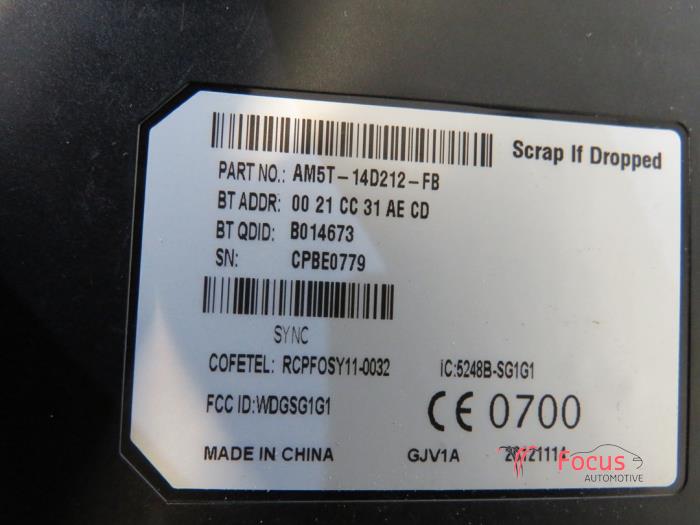 Scrap If Dropped
PART NO.: AM5T-14D212-FB
BT ADDR: 00 21 CC 31 AE CD
BT QDID: B014673
SN: CPBE0779
SYNC
COFETEL: RCPFOSY11-0032 IC:5248B-SG1G1
FCC ID:WDGSG1G1
CE 0700
MADE IN CHINA GJV1A
Focus
AUTOMOTIVE